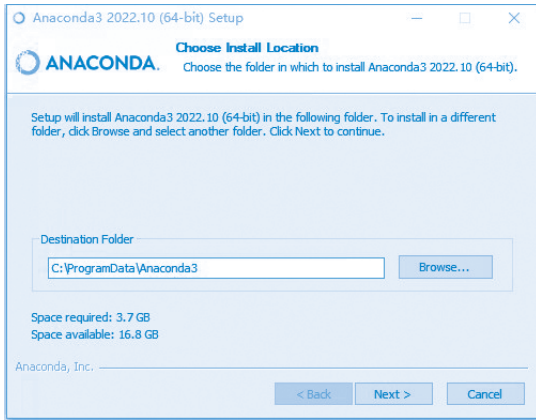 Anaconda3 2022.10 (64-bit) Setup
ANACONDA.
Choose Install Location
Choose the folder in which to install Anaconda3 2022.10 (64-bit).
Setup will install Anaconda3 2022.10 (64-bit) in the following folder. To install in a different
folder, click Browse and select another folder. Click Next to continue.
Destination Folder
C:\ProgramData\Anaconda3
Browse...
Space required: 3.7 GB
Space available: 16.8 GB
Anaconda, Inc.
< Back
Next >
Cancel